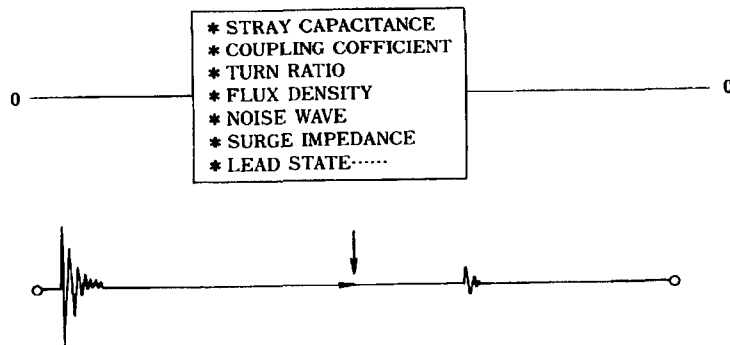 * STRAY CAPACITANCE
* COUPLING COFFICIENT
* TURN RATIO
0
* FLUX DENSITY
0
* NOISE WAVE
* SURGE IMPEDANCE
* LEAD STATE······